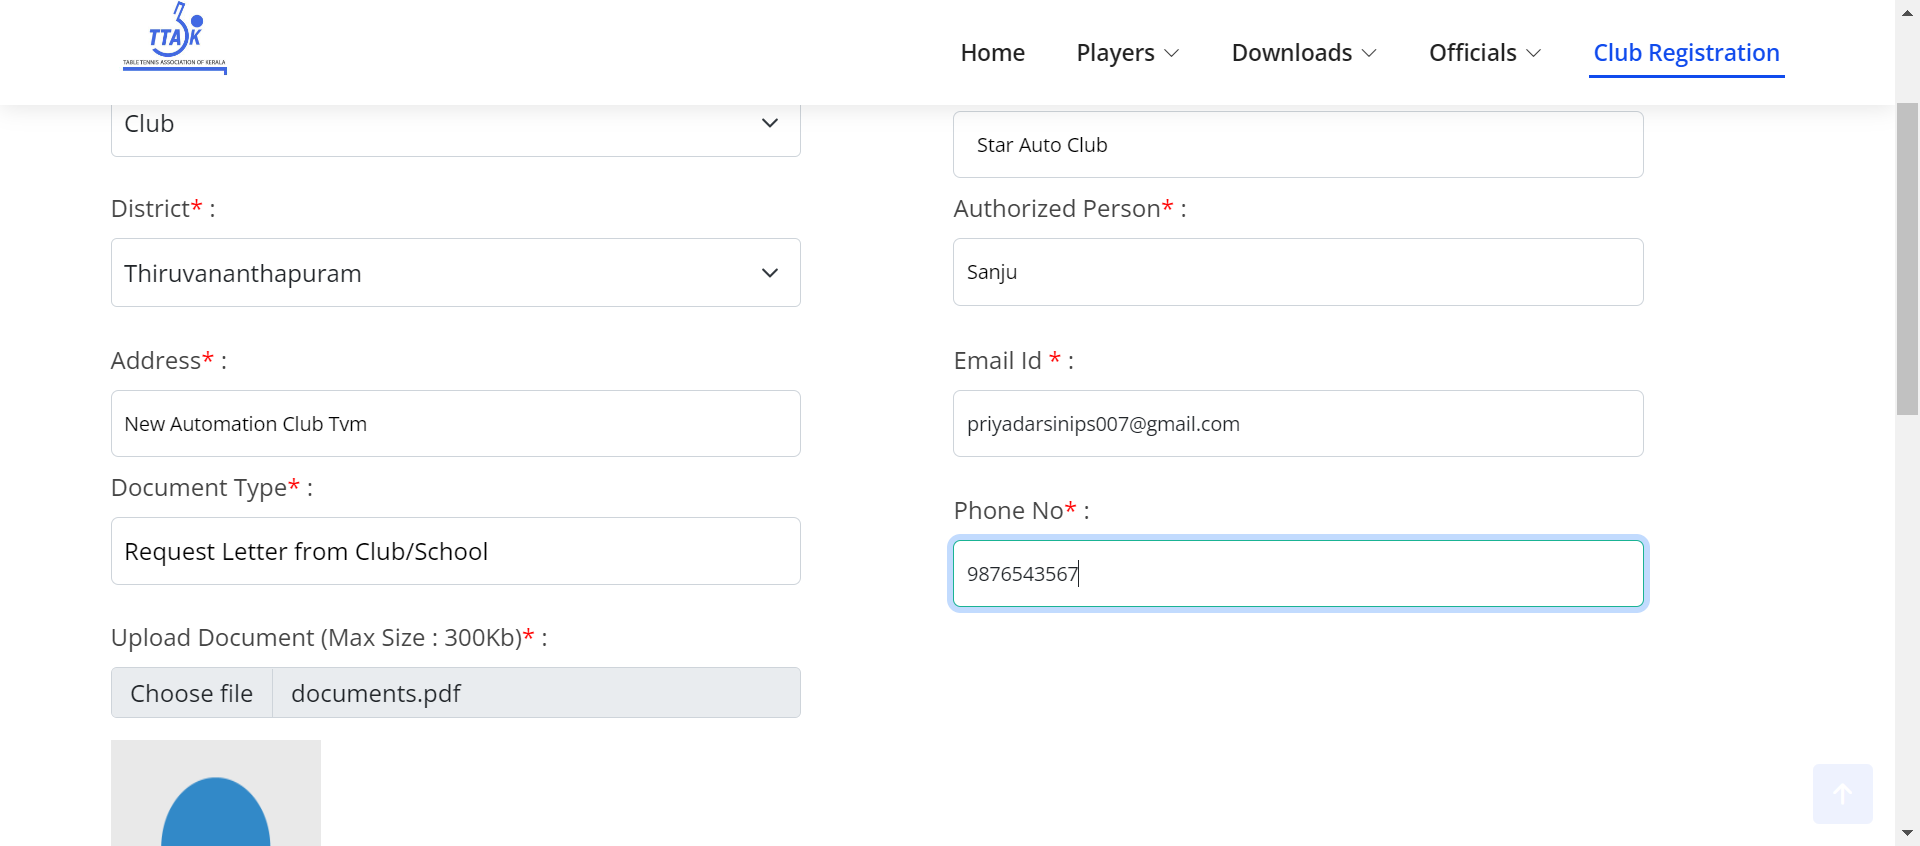 TTASK
TABLE TENNIS ASSOCIATION OF KERALA
Home
Players
Downloads
Officials
Club Registration
Club
Star Auto Club
District* :
Authorized Person* :
Thiruvananthapuram
Sanju
Address* :
Email Id * :
New Automation Club Tvm
priyadarsinips007@gmail.com
Document Type* :
Phone No* :
Request Letter from Club/School
9876543567
Upload Document (Max Size : 300Kb)* :
Choose file documents.pdf